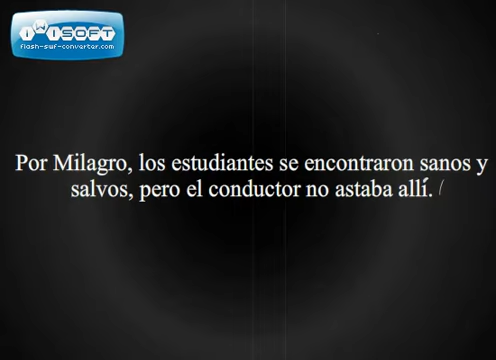 iWiSOFT
flash-swf-converter.com
Por Milagro, los estudiantes se encontraron sanos y
salvos, pero el conductor no astaba allí. (